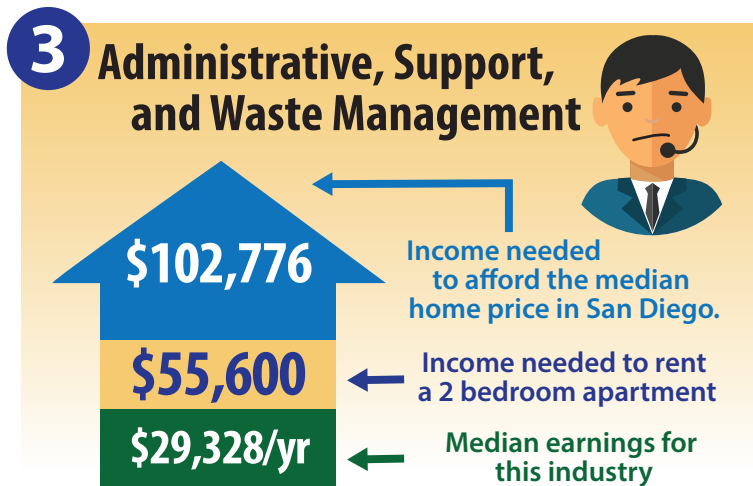 3
Administrative, Support,
and Waste Management
$102,776
Income needed
to afford the median
home price in San Diego.
$55,600
Income needed to rent
a 2 bedroom apartment
$29,328/yr
Median earnings for
this industry